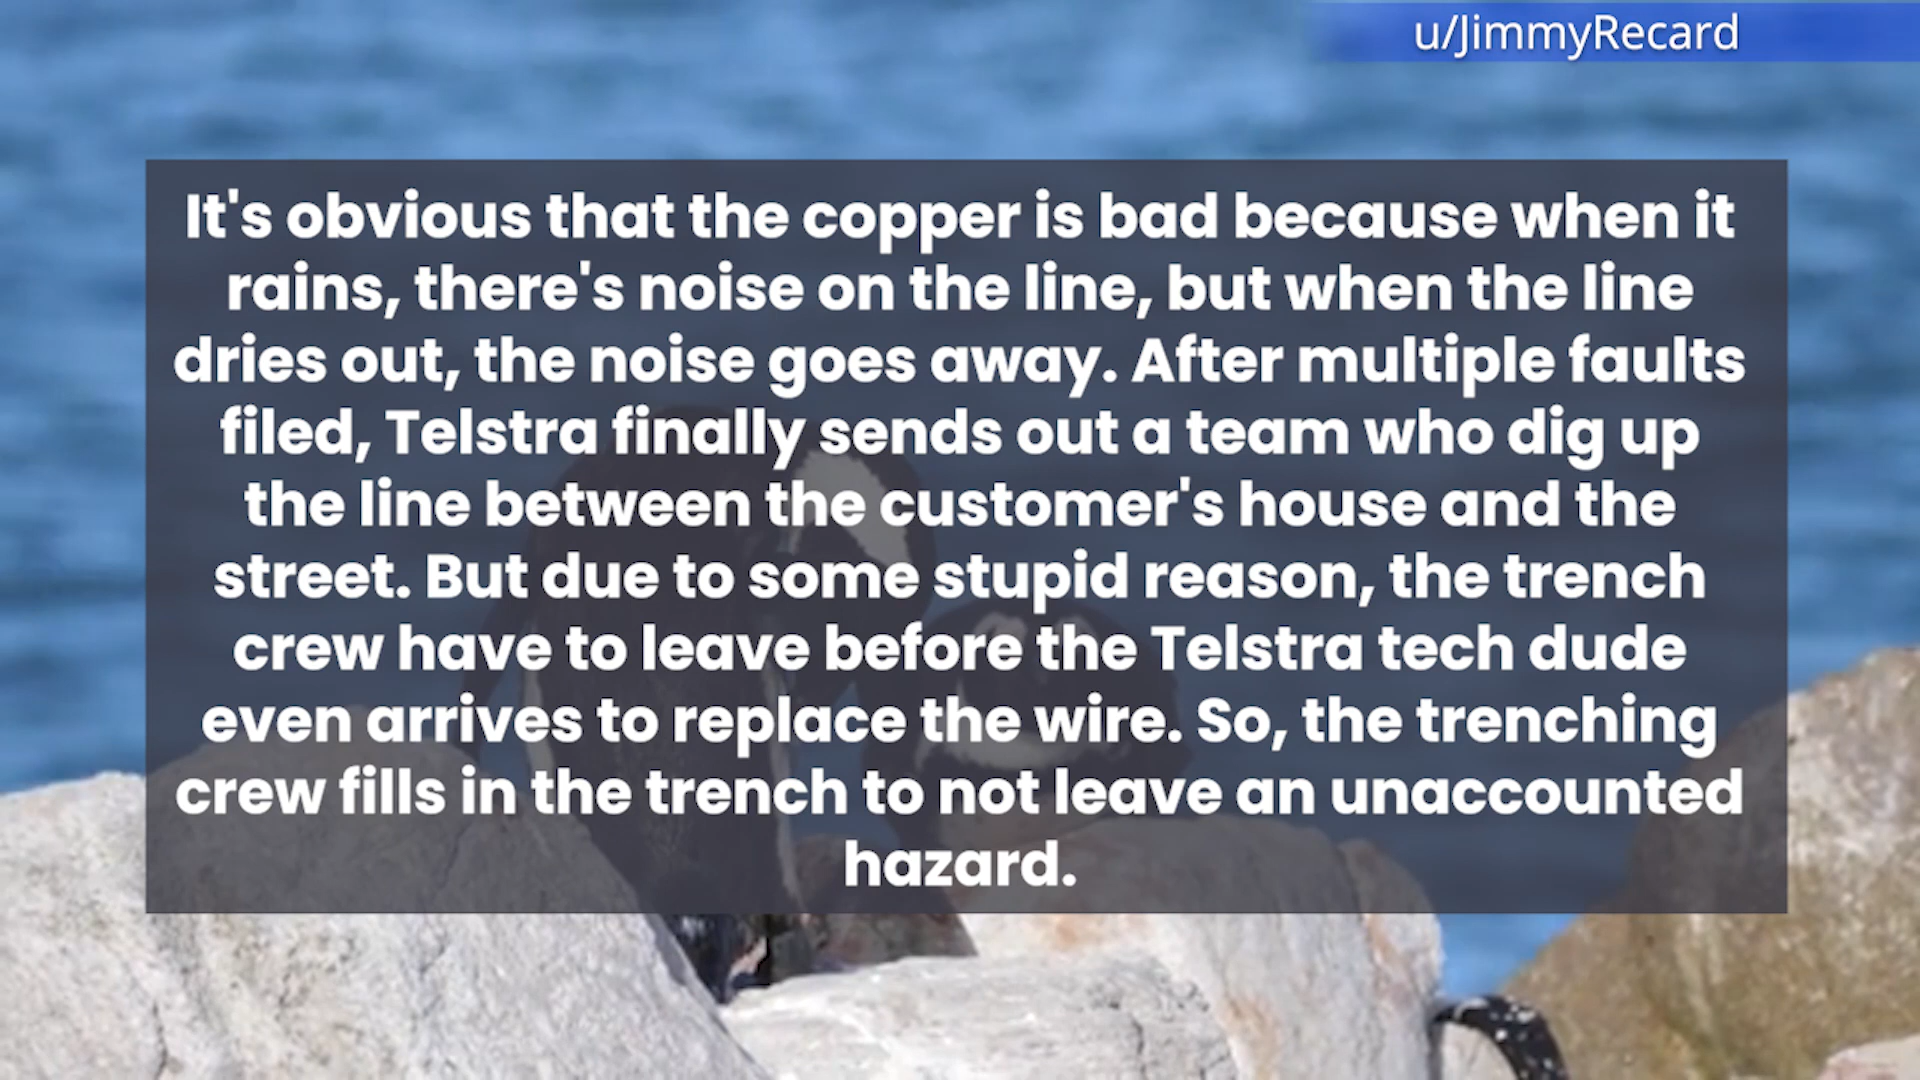 u/JimmyRecard
It's obvious that the copper is bad because when it
rains, there's noise on the line, but when the line
dries out, the noise goes away. After multiple faults
filed, Telstra finally sends out a team who dig up
the line between the customer's house and the
street. But due to some stupid reason, the trench
crew have to leave before the Telstra tech dude
even arrives to replace the wire. So, the trenching
crew fills in the trench to not leave an unaccounted
hazard.